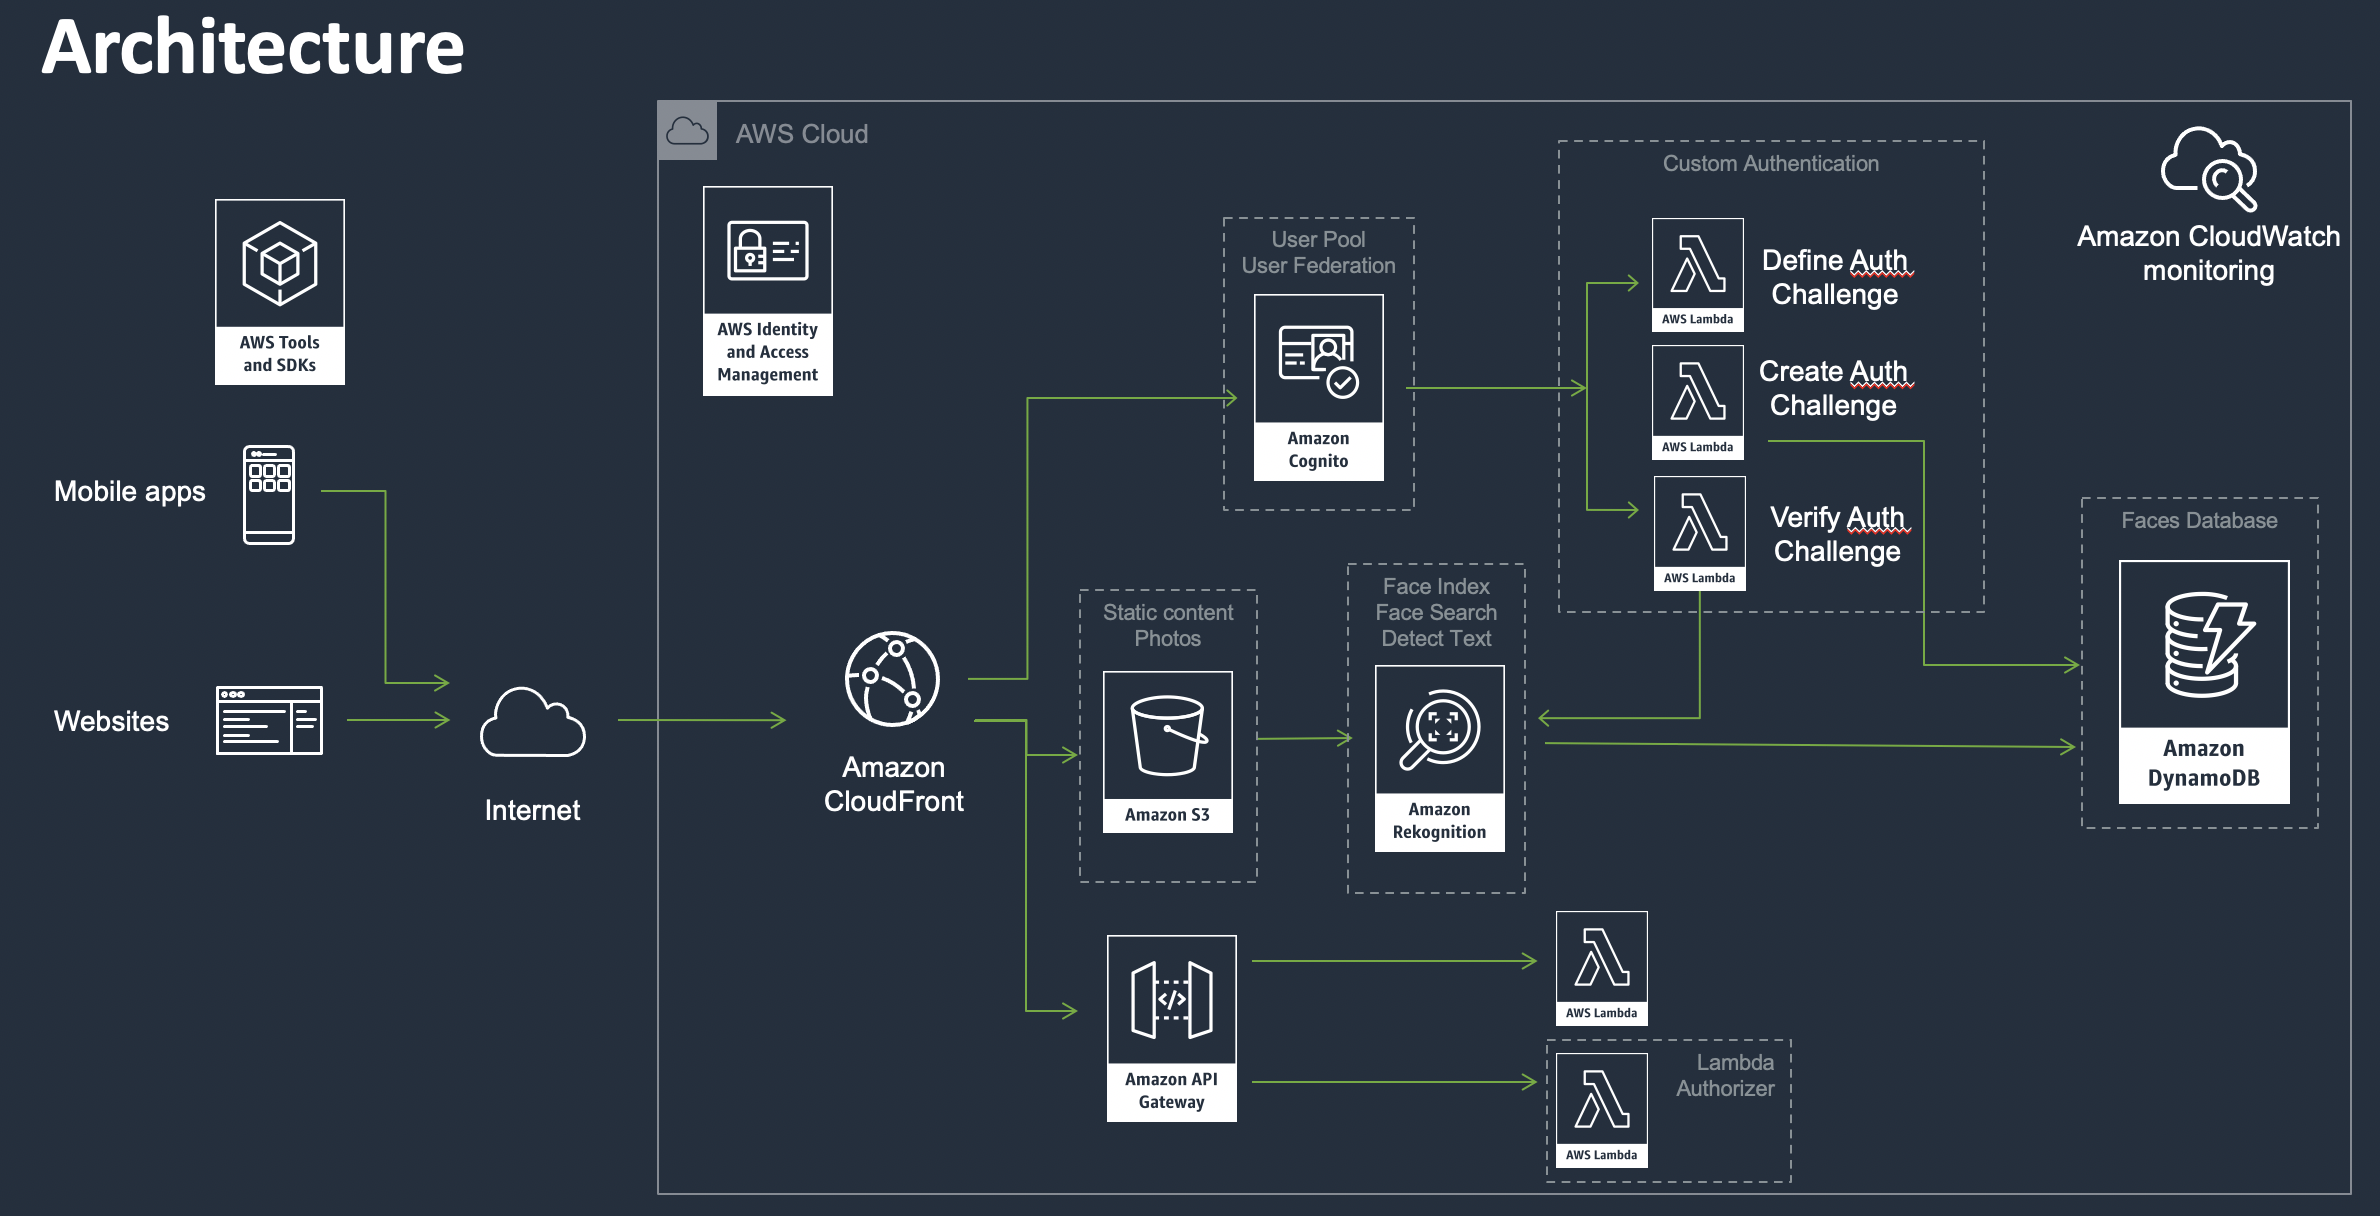 Architecture
AWS Cloud
AWS Tools
and SDKs
AWS Identity
and Access
Management
Mobile apps
Websites
Internet
Amazon
CloudFront
User Pool
User Federation
Amazon
Cognito
Custom Authentication
AWS Lambda
Define Auth
Challenge
AWS Lambda
Create Auth
Challenge
AWS Lambda
Verify Auth
Challenge
Amazon CloudWatch
monitoring
Static content
Photos
Amazon S3
Face Index
Face Search
Detect Text
Amazon
Rekognition
Faces Database
Amazon
DynamoDB
Amazon API
Gateway
AWS Lambda
Lambda
Authorizer
AWS Lambda